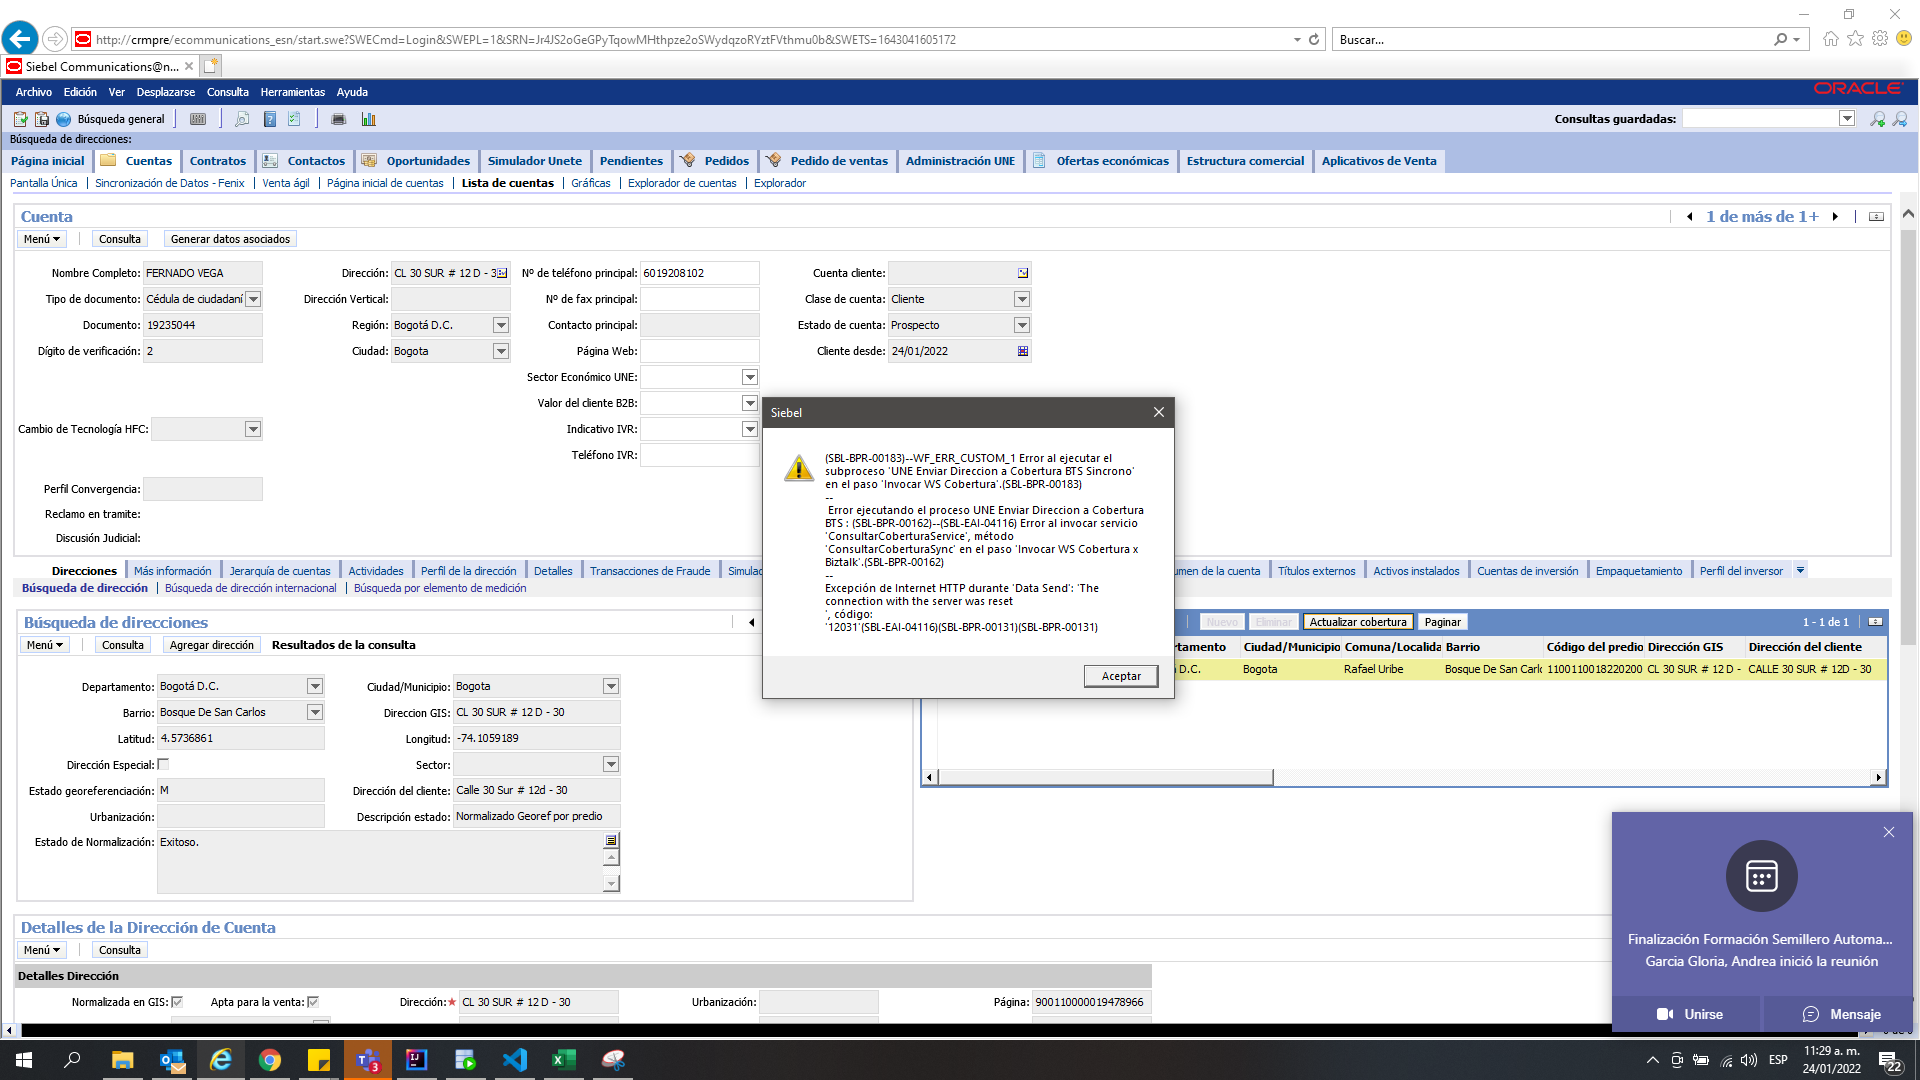 http://crmpre/ecommunications_esn/start.swe?SWECmd=Login&SWEPL=1&SRN=Jr4JS2oGeGPyTqowMHthpze2oSWydqzoRYztFVthmu0b&SWETS=1643041605172
Buscar...
Siebel Communications@n...
Archivo Edición Ver Desplazarse Consulta Herramientas Ayuda
ORACLE
Búsqueda general
Consultas guardadas:
Búsqueda de direcciones:
Página inicial Cuentas Contratos Contactos Oportunidades Simulador Unete Pendientes Pedidos Pedido de ventas Administración UNE Ofertas económicas Estructura comercial Aplicativos de Venta
Pantalla Única Sincronización de Datos - Fenix Venta ágil Página inicial de cuentas Lista de cuentas Gráficas Explorador de cuentas Explorador
Cuenta
1 de más de 1+
Menú Consulta Generar datos asociados
Nombre Completo: FERNADO VEGA Dirección: CL 30 SUR # 12 D - 3 Nº de teléfono principal: 6019208102 Cuenta cliente:
Tipo de documento: Cédula de ciudadaní Dirección Vertical: Nº de fax principal: Clase de cuenta: Cliente
Documento: 19235044 Región: Bogotá D.C. Contacto principal: Estado de cuenta: Prospecto
Dígito de verificación: 2 Ciudad: Bogota Página Web: Cliente desde: 24/01/2022
Sector Económico UNE:
Valor del cliente B2B:
Cambio de Tecnología HFC: Indicativo IVR:
Teléfono IVR:
Perfil Convergencia:
Reclamo en tramite:
Discusión Judicial:
Siebel
(SBL-BPR-00183)--WF_ERR_CUSTOM_1 Error al ejecutar el
subproceso 'UNE Enviar Direccion a Cobertura BTS Sincrono'
en el paso 'Invocar WS Cobertura'.(SBL-BPR-00183)
--
Error ejecutando el proceso UNE Enviar Direccion a Cobertura
BTS : (SBL-BPR-00162)--(SBL-EAI-04116) Error al invocar servicio
'ConsultarCoberturaService', método
'ConsultarCoberturaSync' en el paso 'Invocar WS Cobertura x
Biztalk'.(SBL-BPR-00162)
--
Excepción de Internet HTTP durante 'Data Send': 'The
connection with the server was reset
', código:
'12031'(SBL-EAI-04116)(SBL-BPR-00131)(SBL-BPR-00131)
Aceptar
Direcciones Más información Jerarquía de cuentas Actividades Perfil de la dirección Detalles Transacciones de Fraude Simulac umen de la cuenta Títulos externos Activos instalados Cuentas de inversión Empaquetamiento Perfil del inversor
Búsqueda de dirección Búsqueda de dirección internacional Búsqueda por elemento de medición
Búsqueda de direcciones
Menú Consulta Agregar dirección Resultados de la consulta
Departamento: Bogotá D.C. Ciudad/Municipio: Bogota
Barrio: Bosque De San Carlos Direccion GIS: CL 30 SUR # 12 D - 30
Latitud: 4.5736861 Longitud: -74.1059189
Dirección Especial: Sector:
Estado georeferenciación: M Dirección del cliente: Calle 30 Sur # 12d - 30
Urbanización: Descripción estado: Normalizado Georef por predio
Estado de Normalización: Exitoso.
Nuevo Eliminar Actualizar cobertura Paginar 1 - 1 de 1
rtamento Ciudad/Municipio Comuna/Localida Barrio Código del predio Dirección GIS Dirección del cliente
D.C. Bogota Rafael Uribe Bosque De San Carl 1100110018220200 CL 30 SUR # 12 D - CALLE 30 SUR # 12D - 30
Detalles de la Dirección de Cuenta
Menú Consulta
Detalles Dirección
Normalizada en GIS: Apta para la venta: Dirección:★ CL 30 SUR # 12 D - 30 Urbanización: Página: 900110000019478966
Finalización Formación Semillero Automa...
Garcia Gloria, Andrea inició la reunión
Unirse Mensaje
3
ESP
11:29 a. m.
24/01/2022
22